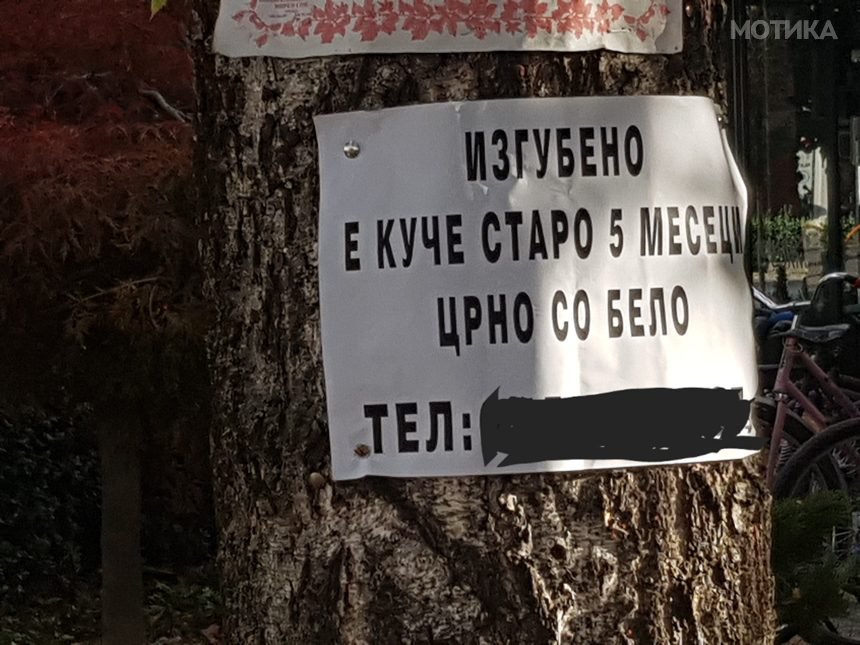 МОТИКА
ИЗГУБЕНО
Е КУЧЕ СТАРО 5 МЕСЕЦИ
ЦРНО СО БЕЛО
ТЕЛ: